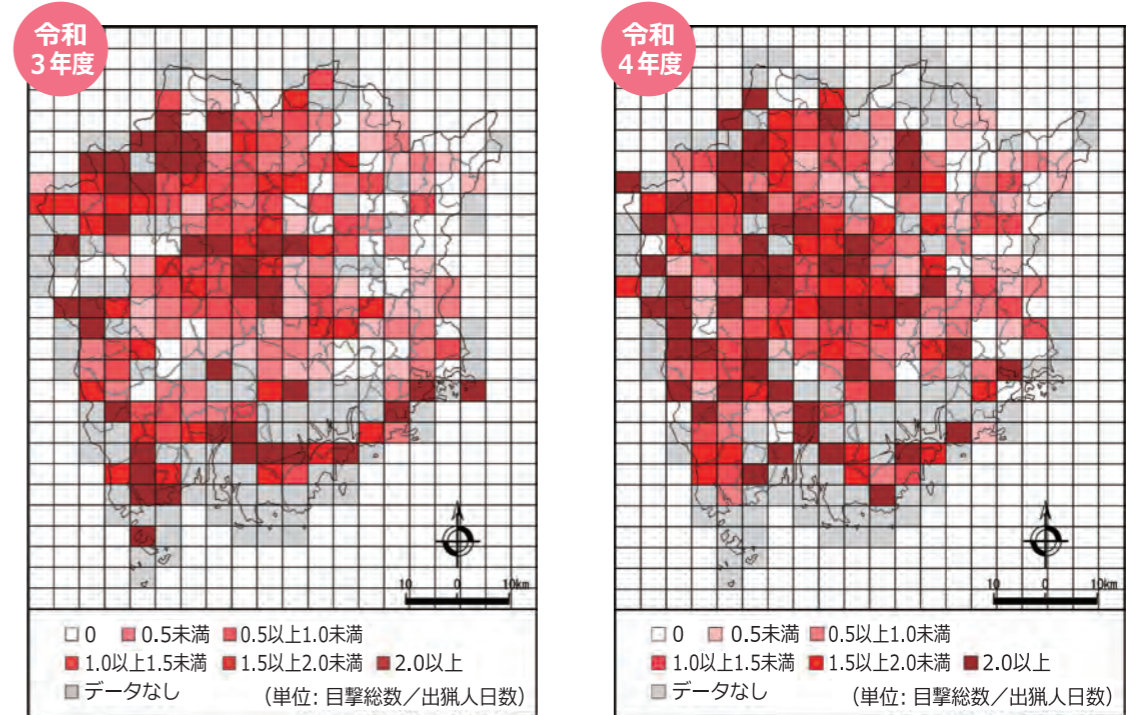 令和
3年度
10 0 10km
0 0.5未満 0.5以上1.0未満
1.0以上1.5未満 1.5以上2.0未満 2.0以上
データなし (単位: 目撃総数／出猟人日数)
令和
4年度
10 0 10km
0 0.5未満 0.5以上1.0未満
1.0以上1.5未満 1.5以上2.0未満 2.0以上
データなし (単位: 目撃総数／出猟人日数)